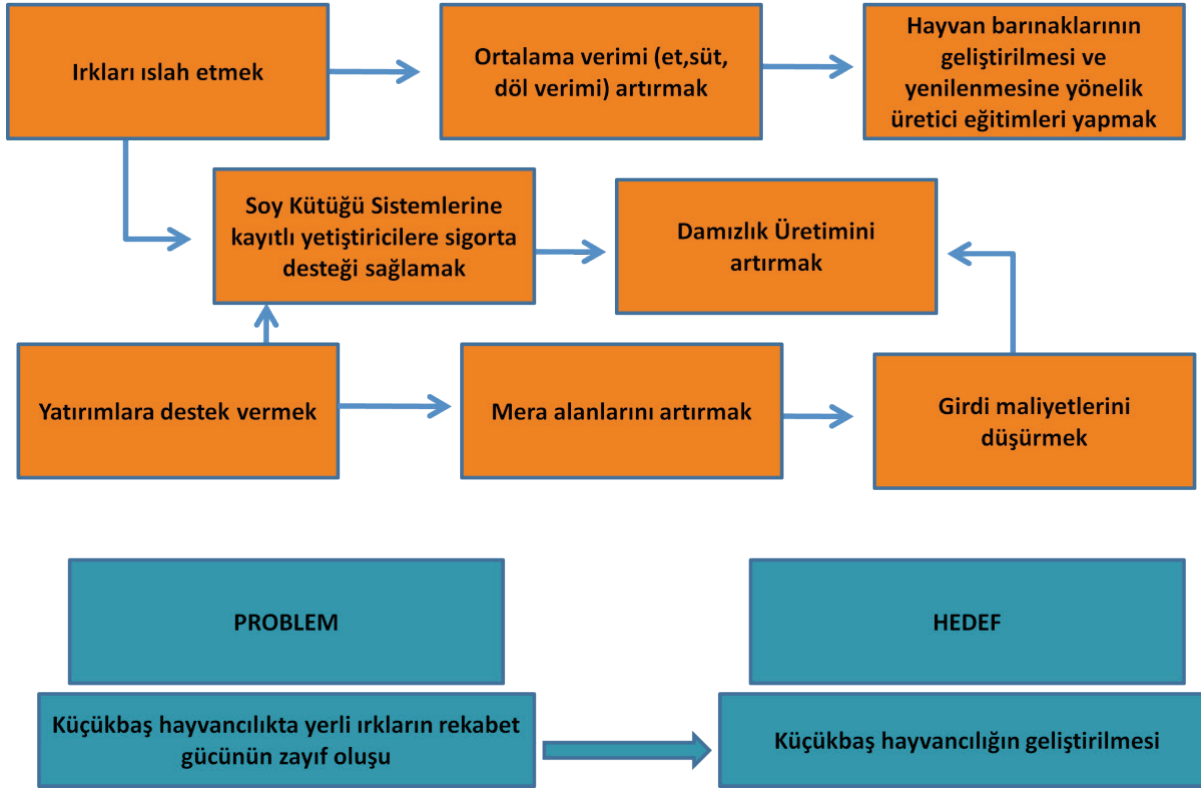 Irkları ıslah etmek
Ortalama verimi (et,süt,
döl verimi) artırmak
Hayvan barınaklarının
geliştirilmesi ve
yenilenmesine yönelik
üretici eğitimleri yapmak
Soy Kütüğü Sistemlerine
kayıtlı yetiştiricilere sigorta
desteği sağlamak
Damızlık Üretimini
artırmak
Yatırımlara destek vermek
Mera alanlarını artırmak
Girdi maliyetlerini
düşürmek
PROBLEM
HEDEF
Küçükbaş hayvancılıkta yerli ırkların rekabet
gücünün zayıf oluşu
Küçükbaş hayvancılığın geliştirilmesi